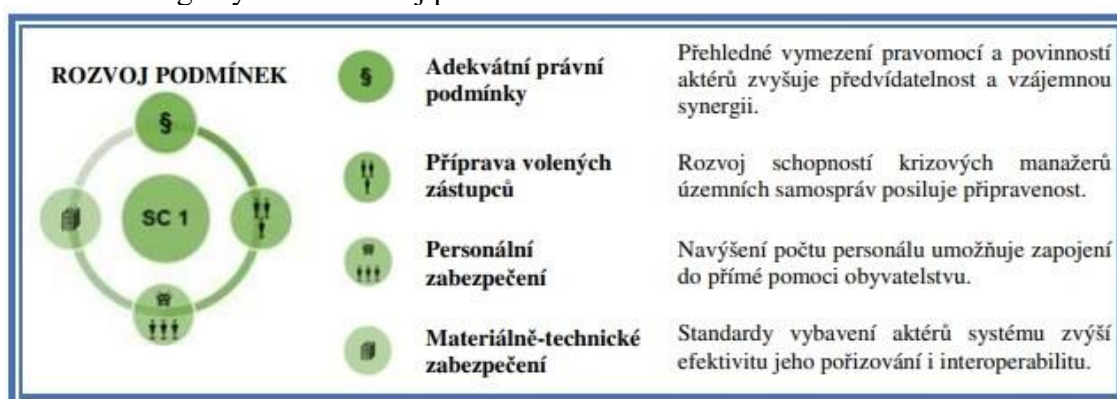 ROZVOJ PODMÍNEK
§
SC 1
§
Adekvátní právní
podmínky
Přehledné vymezení pravomocí a povinností
aktérů zvyšuje předvídatelnost a vzájemnou
synergii.
Příprava volených
zástupců
Rozvoj schopností krizových manažerů
územních samospráv posiluje připravenost.
Personální
zabezpečení
Navýšení počtu personálu umožňuje zapojení
do přímé pomoci obyvatelstvu.
Materiálně-technické
zabezpečení
Standardy vybavení aktérů systému zvýší
efektivitu jeho pořizování i interoperabilitu.